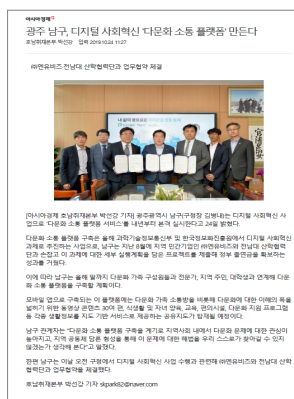 아시아경제
광주 남구, 디지털 사회혁신 '다문화 소통 플랫폼' 만든다
호남취재본부 박선강 입력 2019.10.24 11:27
㈜엔유비즈·전남대 산학협력단과 업무협약 체결
[아시아경제 호남취재본부 박선강 기자] 광주광역시 남구(구청장 김병내)는 디지털 사회혁신 사
업으로 '다문화 소통 플랫폼 서비스'를 내년부터 본격 실시한다고 24일 밝혔다.
다문화 소통 플랫폼 구축은 올해 과학기술정보통신부 및 한국정보화진흥원에서 디지털 사회혁신
과제로 추진하는 사업으로, 남구는 지난 8월에 지역 민간기업인 ㈜엔유비즈와 전남대 산학협력
단과 손잡고 이 과제에 대한 세부 실행계획을 담은 프로젝트를 제출해 정부 출연금을 확보하는
성과를 거뒀다.
이에 따라 남구는 올해 말까지 다문화 가족 구성원들과 전문가, 지역 주민, 대학생과 연계해 다문
화 소통 플랫폼을 구축할 계획이다.
모바일 앱으로 구축되는 이 플랫폼에는 다문화 가족 소통방을 비롯해 다문화에 대한 이해의 폭을
넓히기 위한 동영상 콘텐츠 30여 편, 식생활 및 자녀 양육, 교육, 편의시설, 다문화 지원 프로그램
등 각종 생활정보를 지도 기반 서비스로 제공하는 공유지도가 탑재될 예정이다.
남구 관계자는 "다문화 소통 플랫폼 구축을 계기로 지역사회 내에서 다문화 문제에 대한 관심이
높아지고, 지역 공동체 담론 형성을 통해 이 문제에 대한 해법을 우리 스스로가 찾아갈 수 있지
않겠는가 생각해 본다"고 말했다.
한편 남구는 이날 오전 구청에서 디지털 사회혁신 사업 수행과 관련해 ㈜엔유비즈와 전남대 산학
협력단과 업무협약을 체결했다.
호남취재본부 박선강 기자 skpark82@naver.com